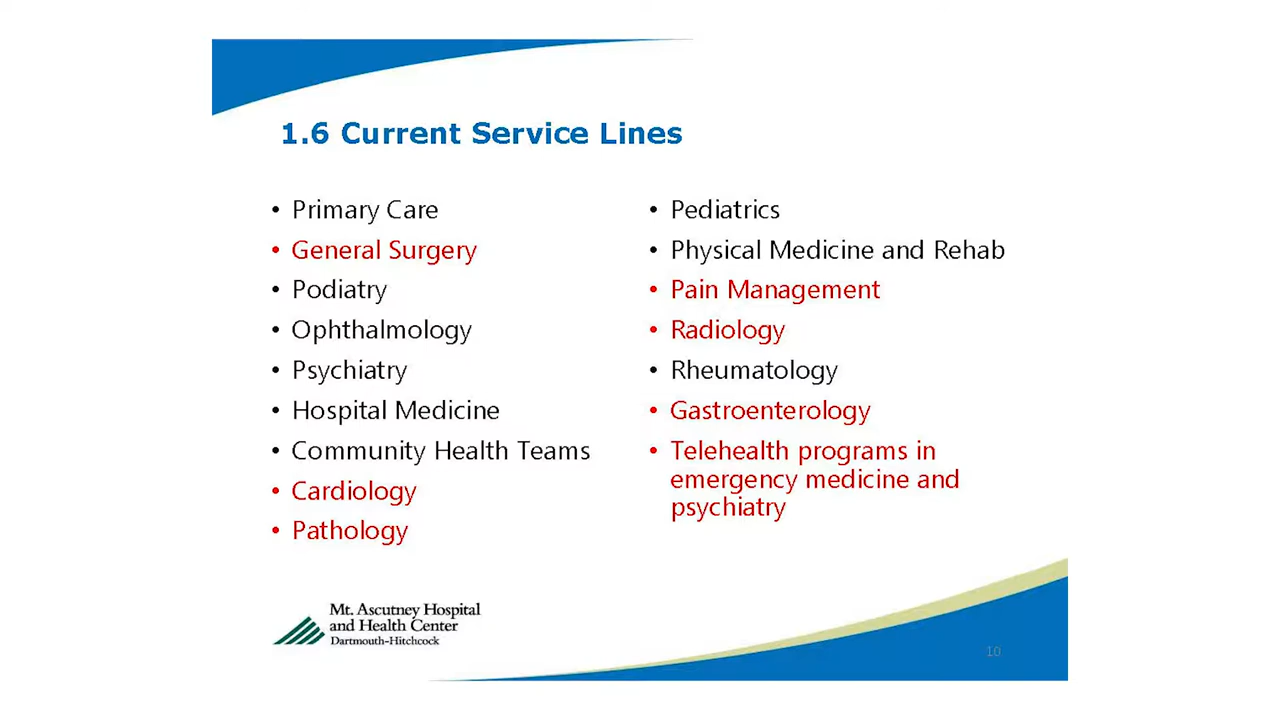 1.6 Current Service Lines
• Primary Care
• General Surgery
• Podiatry
• Ophthalmology
• Psychiatry
• Hospital Medicine
• Community Health Teams
• Cardiology
• Pathology
• Pediatrics
• Physical Medicine and Rehab
• Pain Management
• Radiology
• Rheumatology
• Gastroenterology
• Telehealth programs in
emergency medicine and
psychiatry
Mt. Ascutney Hospital
and Health Center
Dartmouth-Hitchcock
10